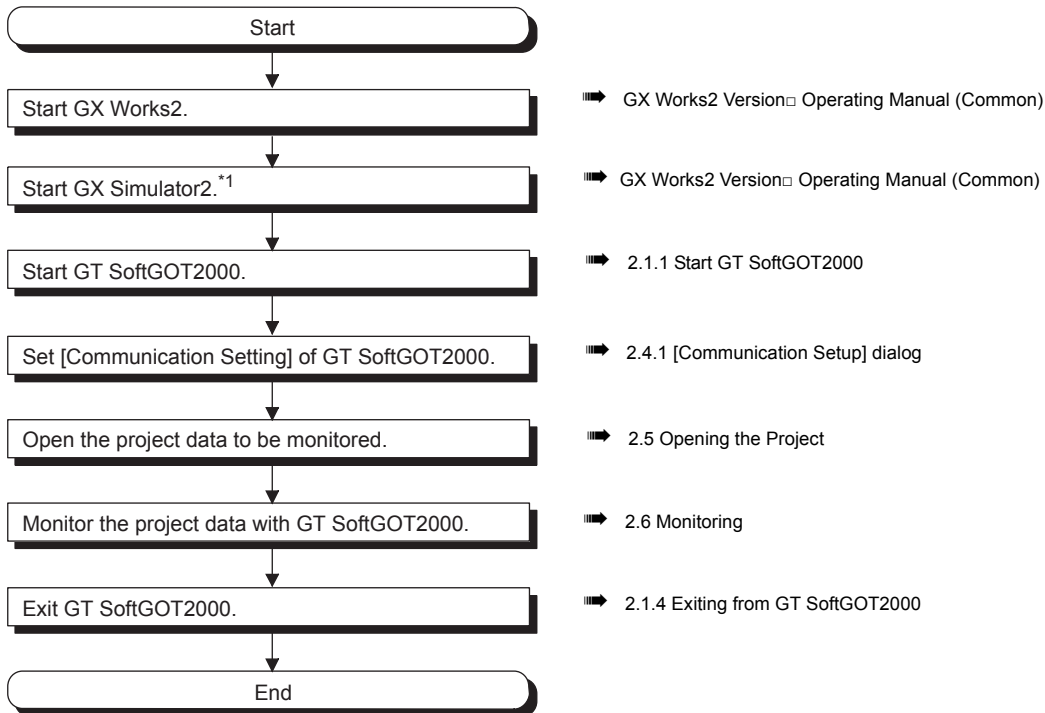 Start
Start GX Works2.
GX Works2 Version□ Operating Manual (Common)
Start GX Simulator2.*1
GX Works2 Version□ Operating Manual (Common)
Start GT SoftGOT2000.
2.1.1 Start GT SoftGOT2000
Set [Communication Setting] of GT SoftGOT2000.
2.4.1 [Communication Setup] dialog
Open the project data to be monitored.
2.5 Opening the Project
Monitor the project data with GT SoftGOT2000.
2.6 Monitoring
Exit GT SoftGOT2000.
2.1.4 Exiting from GT SoftGOT2000
End